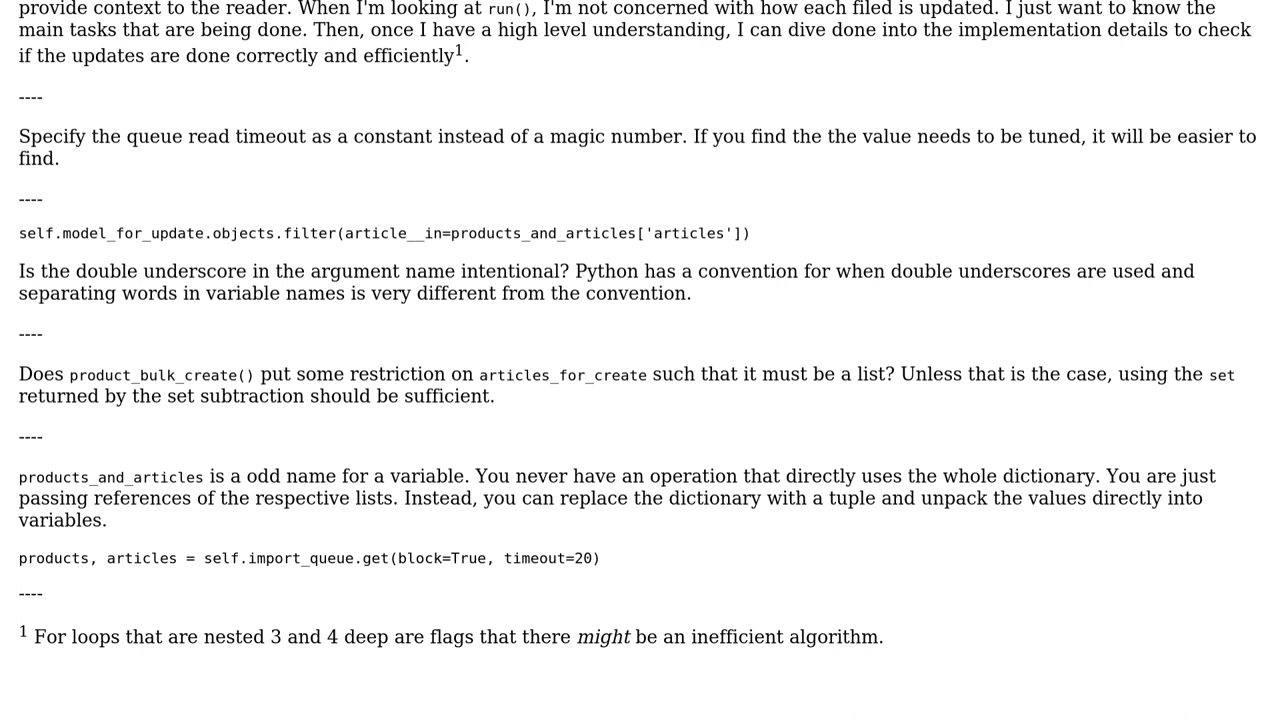 provide context to the reader. When I'm looking at run(), I'm not concerned with how each filed is updated. I just want to know the
main tasks that are being done. Then, once I have a high level understanding, I can dive done into the implementation details to check
if the updates are done correctly and efficiently1.
----
Specify the queue read timeout as a constant instead of a magic number. If you find the the value needs to be tuned, it will be easier to
find.
----
self.model_for_update.objects.filter(article__in=products_and_articles['articles'])
Is the double underscore in the argument name intentional? Python has a convention for when double underscores are used and
separating words in variable names is very different from the convention.
----
Does product_bulk_create() put some restriction on articles_for_create such that it must be a list? Unless that is the case, using the set
returned by the set subtraction should be sufficient.
----
products_and_articles is a odd name for a variable. You never have an operation that directly uses the whole dictionary. You are just
passing references of the respective lists. Instead, you can replace the dictionary with a tuple and unpack the values directly into
variables.
products, articles = self.import_queue.get(block=True, timeout=20)
----
1 For loops that are nested 3 and 4 deep are flags that there might be an inefficient algorithm.